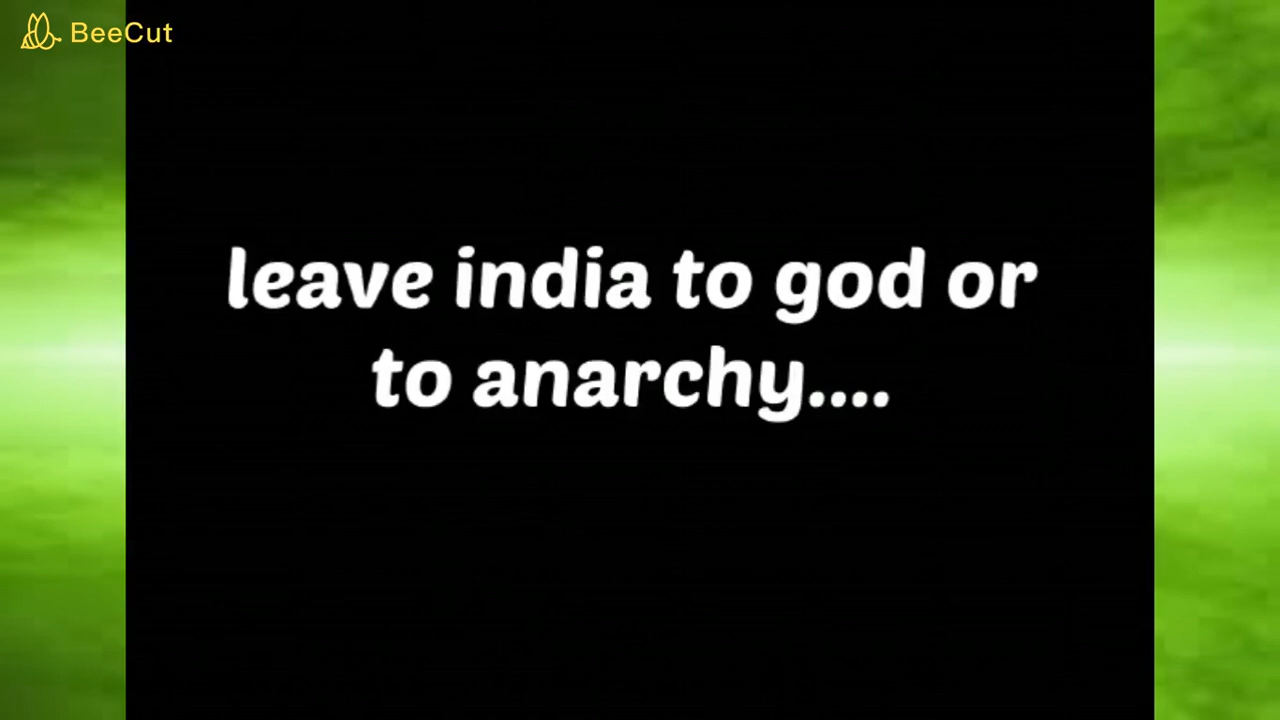 BeeCut
leave india to god or
to anarchy....